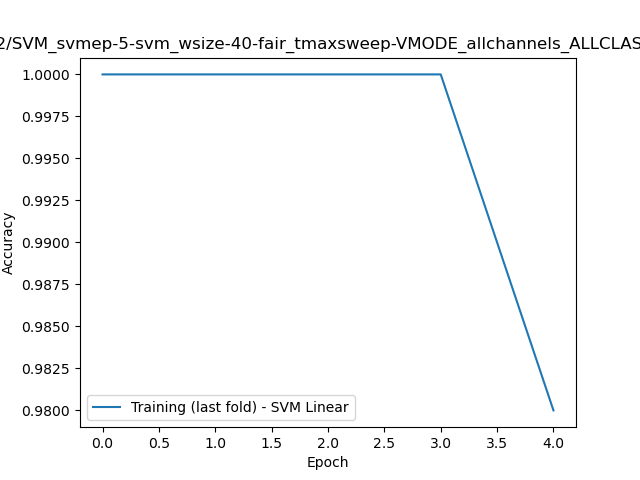 2/SVM_svmep-5-svm_wsize-40-fair_tmaxsweep-VMODE_allchannels_ALLCLAS
1.0000
0.9975
0.9950
0.9925
0.9900
0.9875
0.9850
0.9825
0.9800
Accuracy
Training (last fold) - SVM Linear
0.0 0.5 1.0 1.5 2.0 2.5 3.0 3.5 4.0
Epoch